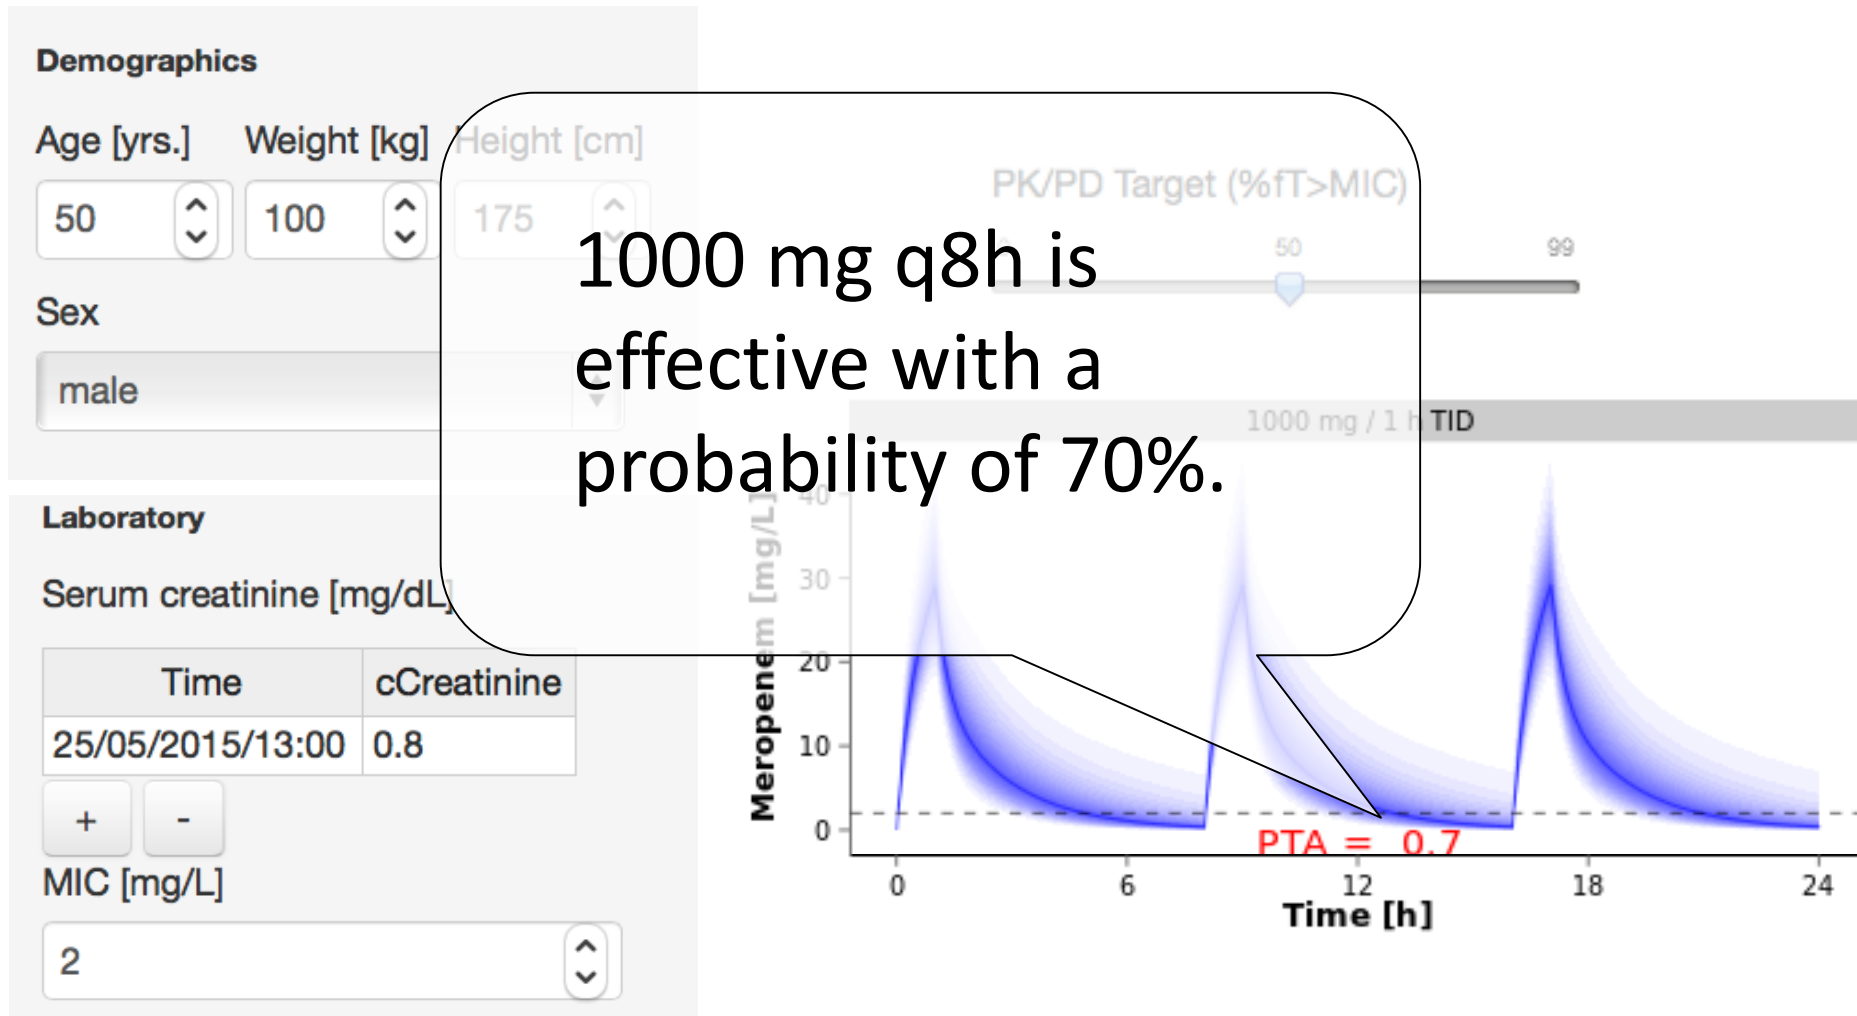 Demographics
Age [yrs.] Weight [kg] Height [cm]
50 100 175
Sex
male
Laboratory
Serum creatinine [mg/dL]
Time cCreatinine
25/05/2015/13:00 0.8
+ -
MIC [mg/L]
2
PK/PD Target (%fT>MIC)
50 99
1000 mg q8h is
effective with a
probability of 70%.
1000 mg / 1 h TID
Meropenem [mg/L]
40
30
20
10
0
PTA = 0.7
0 6 12 18 24
Time [h]